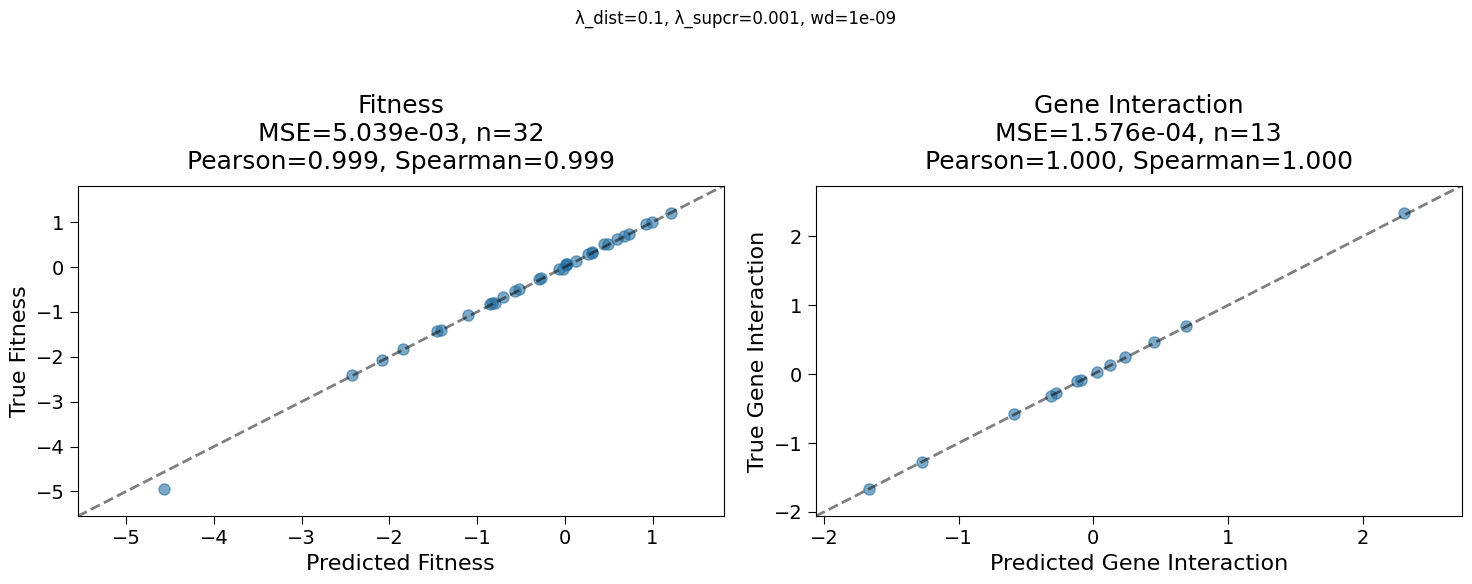 λ_dist=0.1, λ_supcr=0.001, wd=1e-09
Fitness
MSE=5.039e-03, n=32
Pearson=0.999, Spearman=0.999
True Fitness
1
0
−1
−2
−3
−4
−5
−5
−4
−3
−2
−1
0
1
Predicted Fitness
Gene Interaction
MSE=1.576e-04, n=13
Pearson=1.000, Spearman=1.000
True Gene Interaction
2
1
0
−1
−2
−2
−1
0
1
2
Predicted Gene Interaction